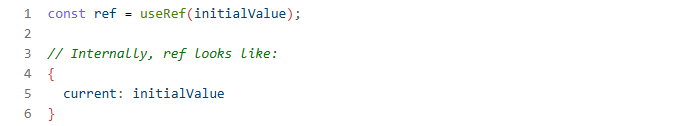 1 const ref = useRef(initialValue);
2
3 // Internally, ref looks like:
4 {
5   current: initialValue
6 }